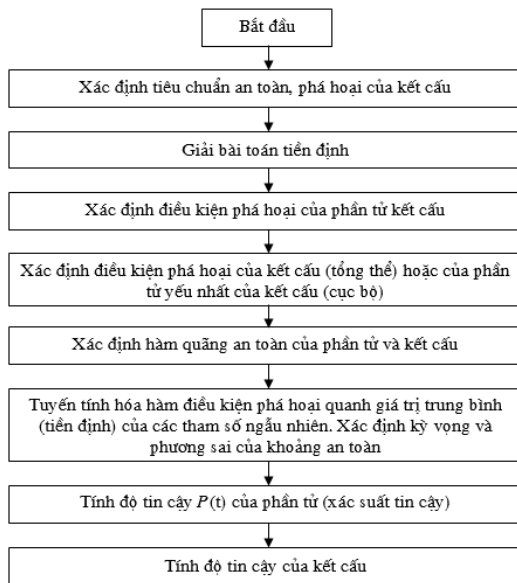 Bắt đầu
Xác định tiêu chuẩn an toàn, phá hoại của kết cấu
Giải bài toán tiền định
Xác định điều kiện phá hoại của phần tử kết cấu
Xác định điều kiện phá hoại của kết cấu (tổng thể) hoặc của phần
tử yếu nhất của kết cấu (cục bộ)
Xác định hàm quãng an toàn của phần tử và kết cấu
Tuyến tính hóa hàm điều kiện phá hoại quanh giá trị trung bình
(tiền định) của các tham số ngẫu nhiên. Xác định kỳ vọng và
phương sai của khoảng an toàn
Tính độ tin cậy P(t) của phần tử (xác suất tin cậy)
Tính độ tin cậy của kết cấu